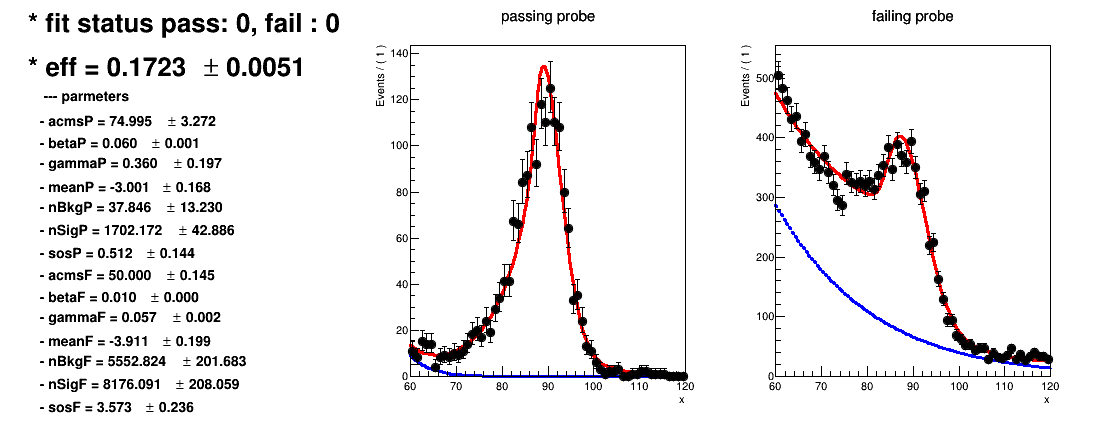 * fit status pass: 0, fail : 0
* eff = 0.1723 ± 0.0051
--- parmeters
- acmsP = 74.995 ± 3.272
- betaP = 0.060 ± 0.001
- gammaP = 0.360 ± 0.197
- meanP = -3.001 ± 0.168
- nBkgP = 37.846 ± 13.230
- nSigP = 1702.172 ± 42.886
- sosP = 0.512 ± 0.144
- acmsF = 50.000 ± 0.145
- betaF = 0.010 ± 0.000
- gammaF = 0.057 ± 0.002
- meanF = -3.911 ± 0.199
- nBkgF = 5552.824 ± 201.683
- nSigF = 8176.091 ± 208.059
- sosF = 3.573 ± 0.236
passing probe
Events / ( 1 )
140
120
100
80
60
40
20
0
60 70 80 90 100 110 120
x
failing probe
Events / ( 1 )
500
400
300
200
100
0
60 70 80 90 100 110 120
x